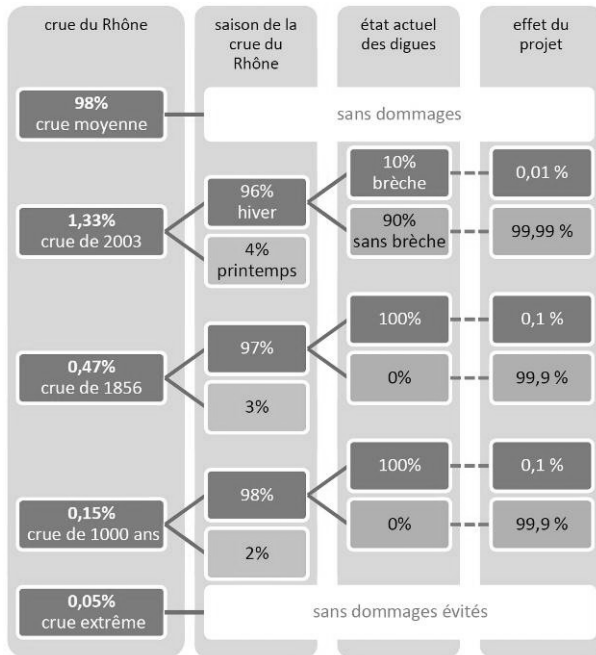 crue du Rhône
saison de la
crue du
Rhône
état actuel
des digues
effet du
projet
98%
crue moyenne
sans dommages
1,33%
crue de 2003
96%
hiver
4%
printemps
10%
brèche
90%
sans brèche
0,01 %
99,99 %
0,47%
crue de 1856
97%
3%
100%
0%
0,1 %
99,9 %
0,15%
crue de 1000 ans
98%
2%
100%
0%
0,1 %
99,9 %
0,05%
crue extrême
sans dommages évités